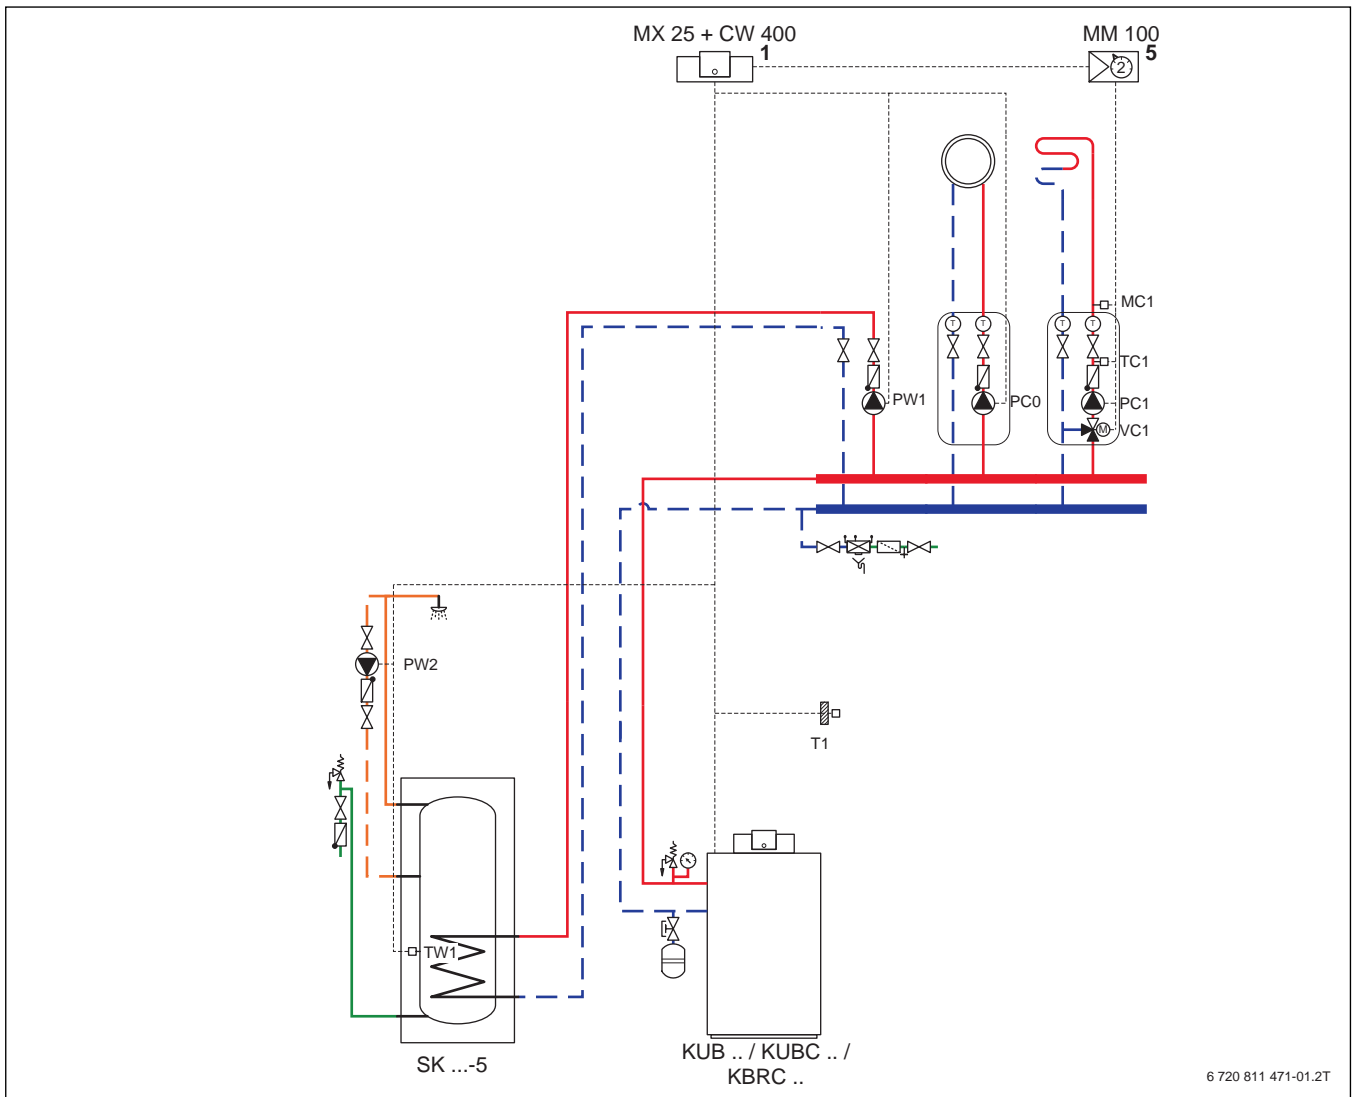 MX 25 + CW 400
1
MM 100
5
2
MC1
T T T T
TC1
PW1
PC0
PC1
M
VC1
PW2
T1
TW1
SK ...-5
KUB .. / KUBC .. /
KBRC ..
6 720 811 471-01.2T